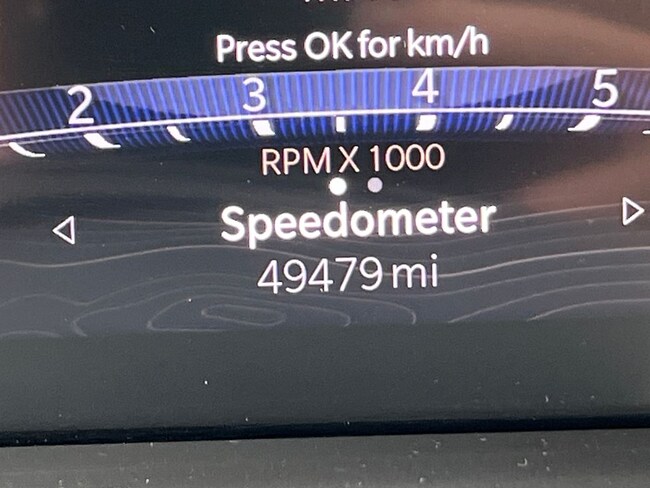 Press OK for km/h
2 3 4 5
RPM X 1000
Speedometer
49479 mi